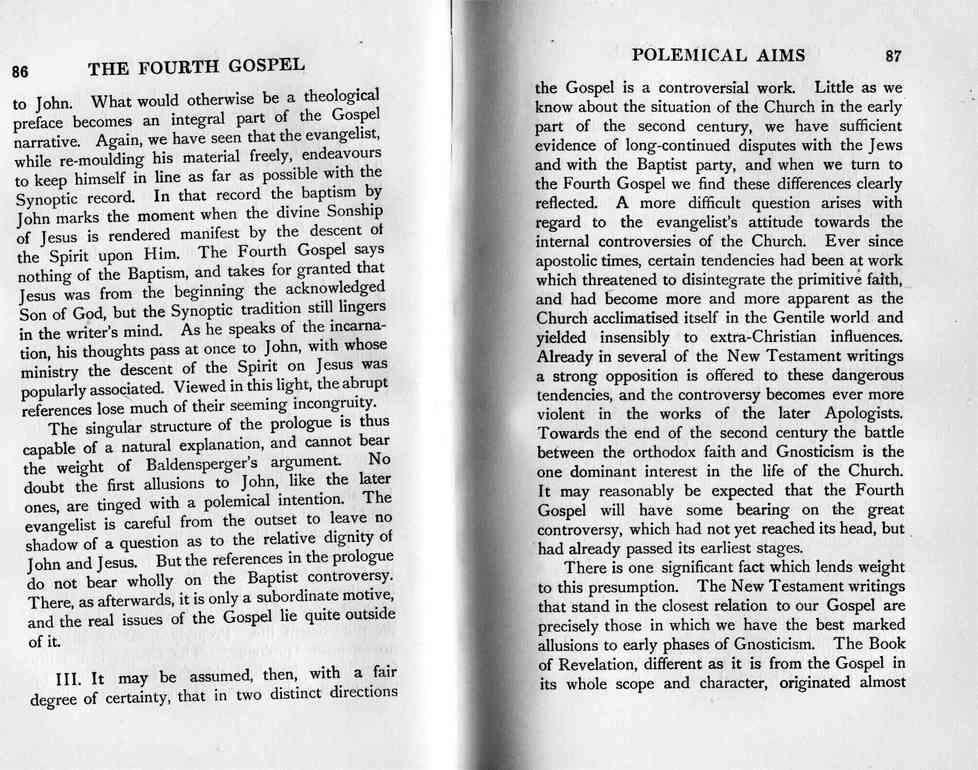 86 THE FOURTH GOSPEL
to John. What would otherwise be a theological
preface becomes an integral part of the Gospel
narrative. Again, we have seen that the evangelist,
while re-moulding his material freely, endeavours
to keep himself in line as far as possible with the
Synoptic record. In that record the baptism by
John marks the moment when the divine Sonship
of Jesus is rendered manifest by the descent of
the Spirit upon Him. The Fourth Gospel says
nothing of the Baptism, and takes for granted that
Jesus was from the beginning the acknowledged
Son of God, but the Synoptic tradition still lingers
in the writer's mind. As he speaks of the incarna-
tion, his thoughts pass at once to John, with whose
ministry the descent of the Spirit on Jesus was
popularly associated. Viewed in this light, the abrupt
references lose much of their seeming incongruity.
The singular structure of the prologue is thus
capable of a natural explanation, and cannot bear
the weight of Baldensperger's argument. No
doubt the first allusions to John, like the later
ones, are tinged with a polemical intention. The
evangelist is careful from the outset to leave no
shadow of a question as to the relative dignity of
John and Jesus. But the references in the prologue
do not bear wholly on the Baptist controversy.
There, as afterwards, it is only a subordinate motive,
and the real issues of the Gospel lie quite outside
of it.
III. It may be assumed, then, with a fair
degree of certainty, that in two distinct directions
POLEMICAL AIMS 87
the Gospel is a controversial work. Little as we
know about the situation of the Church in the early
part of the second century, we have sufficient
evidence of long-continued disputes with the Jews
and with the Baptist party, and when we turn to
the Fourth Gospel we find these differences clearly
reflected. A more difficult question arises with
regard to the evangelist's attitude towards the
internal controversies of the Church. Ever since
apostolic times, certain tendencies had been at work
which threatened to disintegrate the primitive faith,
and had become more and more apparent as the
Church acclimatised itself in the Gentile world and
yielded insensibly to extra-Christian influences.
Already in several of the New Testament writings
a strong opposition is offered to these dangerous
tendencies, and the controversy becomes ever more
violent in the works of the later Apologists.
Towards the end of the second century the battle
between the orthodox faith and Gnosticism is the
one dominant interest in the life of the Church.
It may reasonably be expected that the Fourth
Gospel will have some bearing on the great
controversy, which had not yet reached its head, but
had already passed its earliest stages.
There is one significant fact which lends weight
to this presumption. The New Testament writings
that stand in the closest relation to our Gospel are
precisely those in which we have the best marked
allusions to early phases of Gnosticism. The Book
of Revelation, different as it is from the Gospel in
its whole scope and character, originated almost